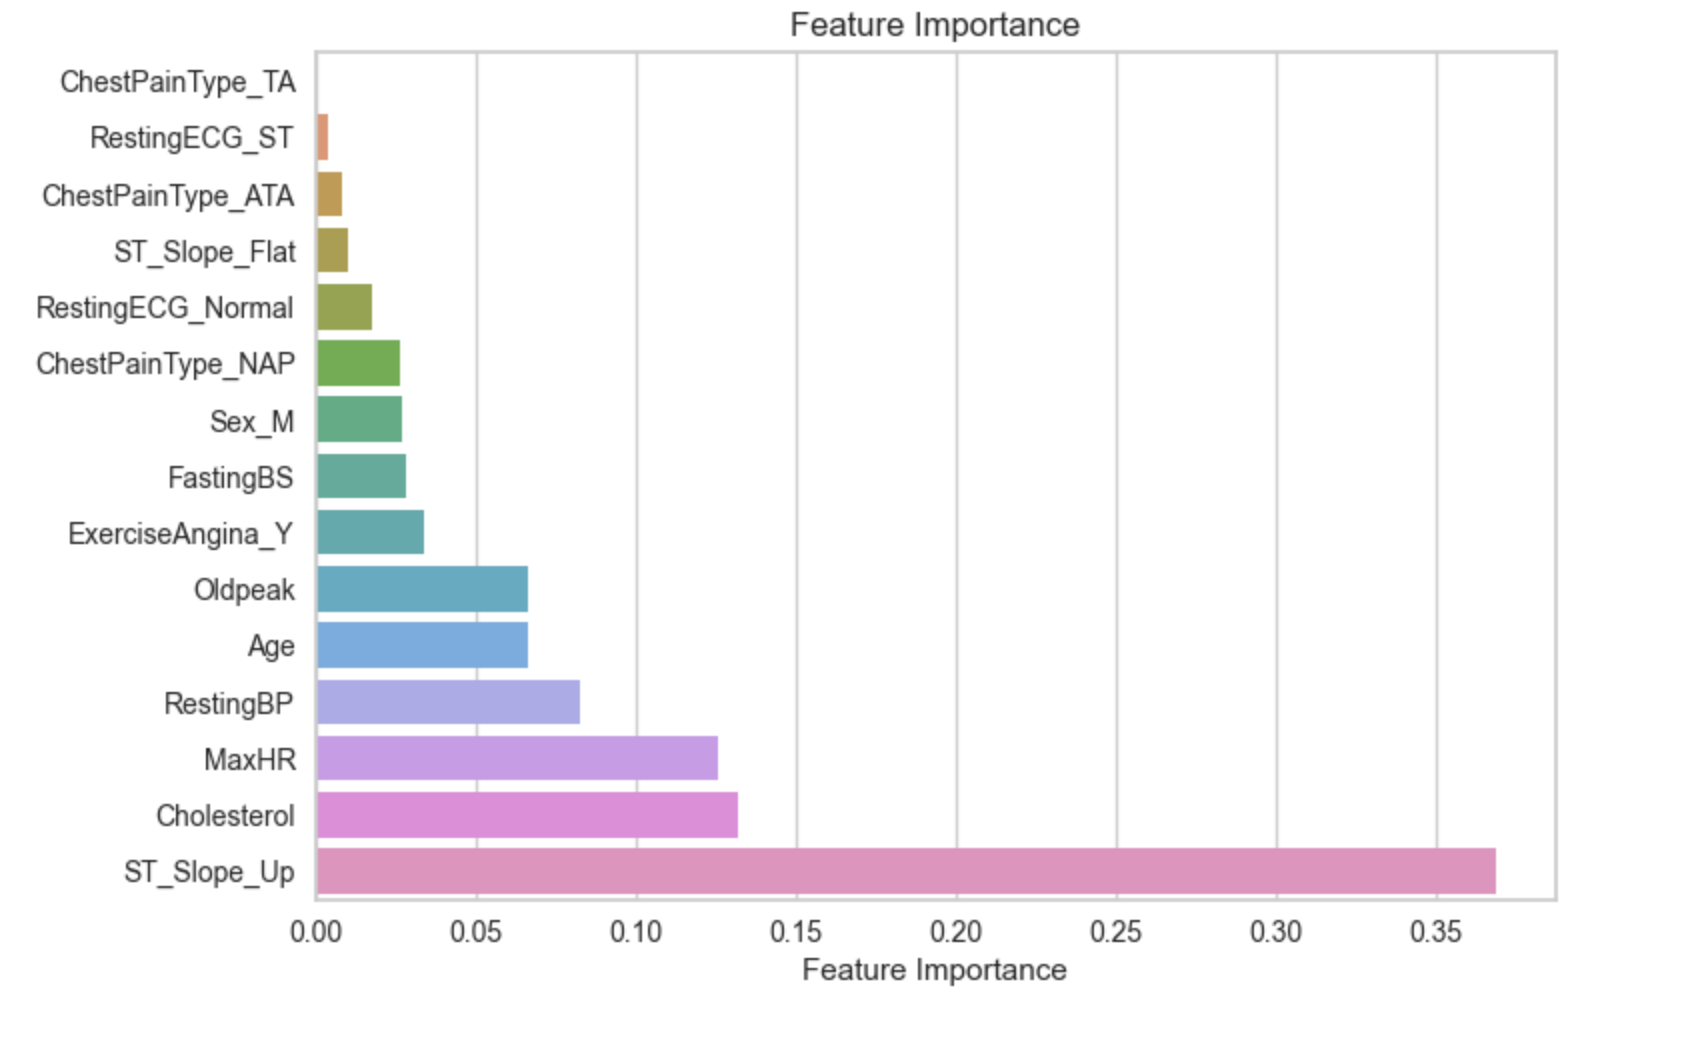 Feature Importance
ChestPainType_TA
RestingECG_ST
ChestPainType_ATA
ST_Slope_Flat
RestingECG_Normal
ChestPainType_NAP
Sex_M
FastingBS
ExerciseAngina_Y
Oldpeak
Age
RestingBP
MaxHR
Cholesterol
ST_Slope_Up
0.00 0.05 0.10 0.15 0.20 0.25 0.30 0.35
Feature Importance